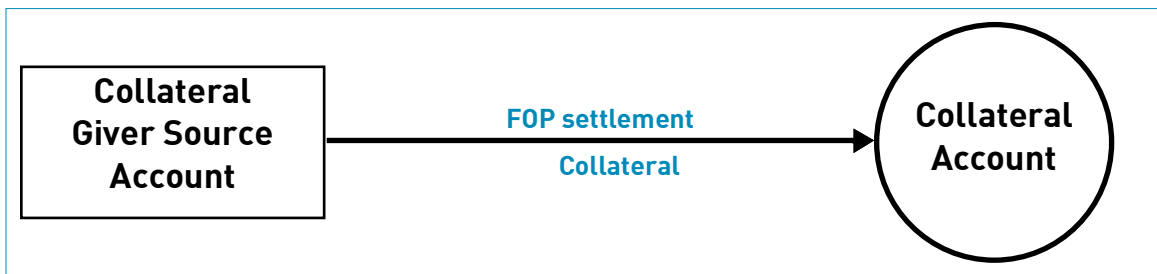 Collateral
Giver Source
Account
FOP settlement
Collateral
Collateral
Account